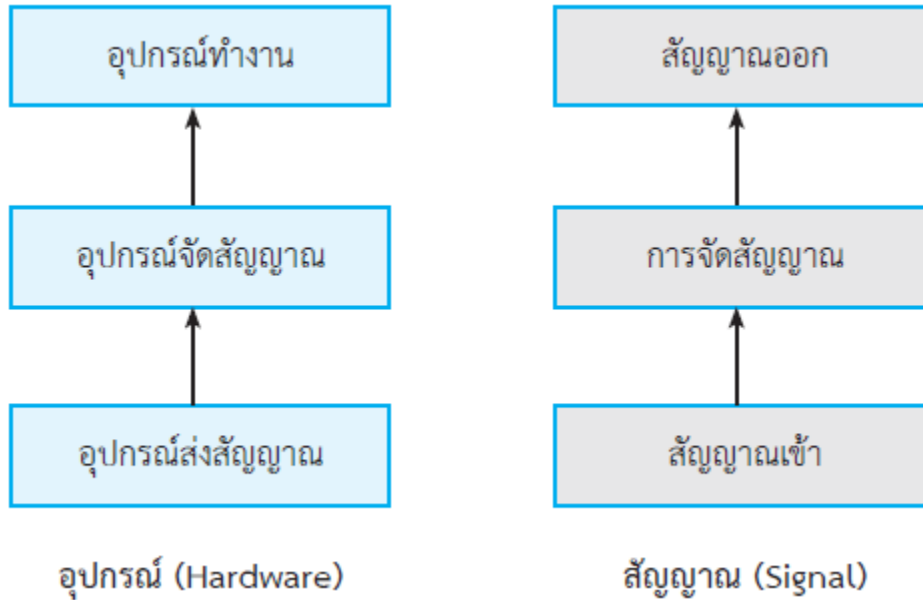 อุปกรณ์ทำงาน
สัญญาณออก
อุปกรณ์จัดสัญญาณ
การจัดสัญญาณ
อุปกรณ์ส่งสัญญาณ
สัญญาณเข้า
อุปกรณ์ (Hardware)
สัญญาณ (Signal)